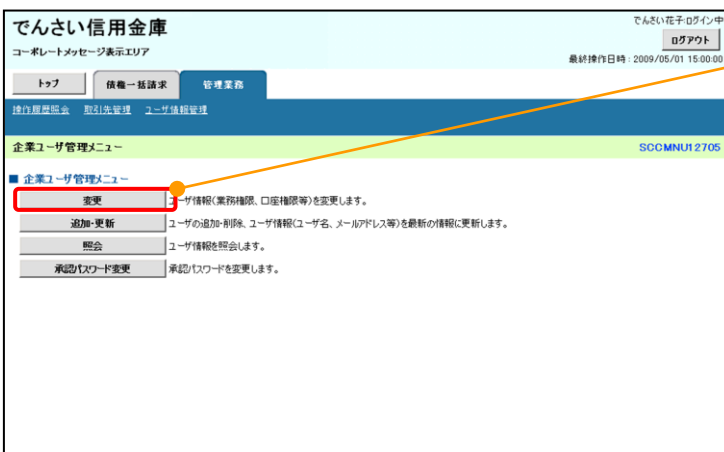 でんさい信用金庫
でんさい花子:ログイン中
コーポレートメッセージ表示エリア
ログアウト
最終操作日時:2009/05/01 15:00:00
トップ 債権一括請求 管理業務
操作履歴照会 取引先管理 ユーザ情報管理
企業ユーザ管理メニュー SCCMNU12705
■ 企業ユーザ管理メニュー
変更 ユーザ情報(業務権限、口座権限等)を変更します。
追加・更新 ユーザの追加・削除、ユーザ情報(ユーザ名、メールアドレス等)を最新の情報に更新します。
照会 ユーザ情報を照会します。
承認パスワード変更 承認パスワードを変更します。